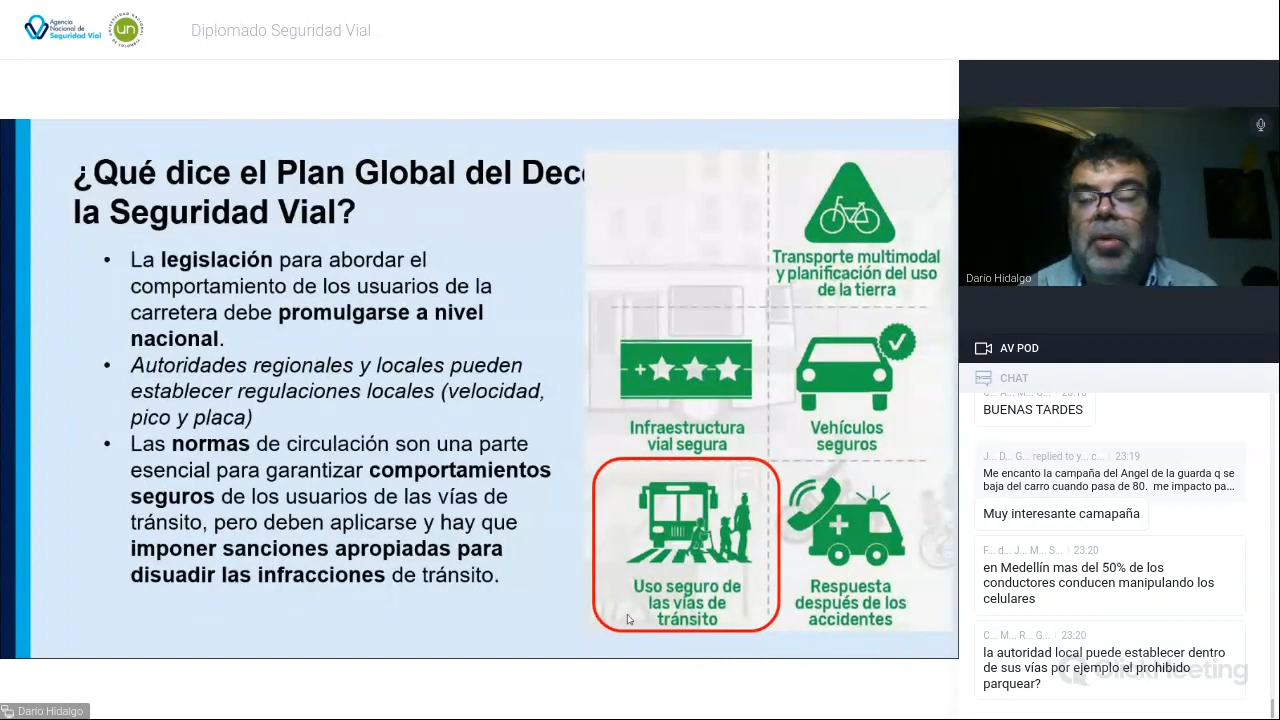 Agencia
Nacional de
Seguridad Vial
un
Diplomado Seguridad Vial
¿Qué dice el Plan Global del Dec
la Seguridad Vial?
• La legislación para abordar el
comportamiento de los usuarios de la
carretera debe promulgarse a nivel
nacional.
• Autoridades regionales y locales pueden
establecer regulaciones locales (velocidad,
pico y placa)
• Las normas de circulación son una parte
esencial para garantizar comportamientos
seguros de los usuarios de las vías de
tránsito, pero deben aplicarse y hay que
imponer sanciones apropiadas para
disuadir las infracciones de tránsito.
Transporte multimodal
y planificación del uso
de la tierra
Infraestructura
vial segura
Vehículos
seguros
Uso seguro de
las vías de
tránsito
Respuesta
después de los
accidentes
Darío Hidalgo
Darío Hidalgo
AV POD
CHAT
BUENAS TARDES
J... D... G... replied to y... c... 23:19
Me encanto la campaña del Angel de la guarda q se
baja del carro cuando pasa de 80. me impacto pa...
Muy interesante camapaña
F... d... J... M... S... 23:20
en Medellín mas del 50% de los
conductores conducen manipulando los
celulares
C... M... R... G... 23:20
la autoridad local puede establecer dentro
de sus vías por ejemplo el prohibido
parquear?
ClickMeeting